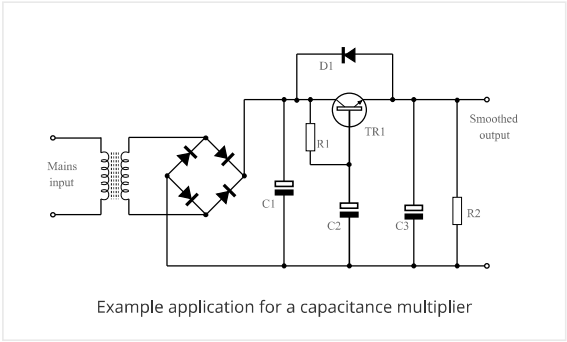 D1
Smoothed
output
TR1
R1
Mains
input
C1
C2
C3
R2
Example application for a capacitance multiplier